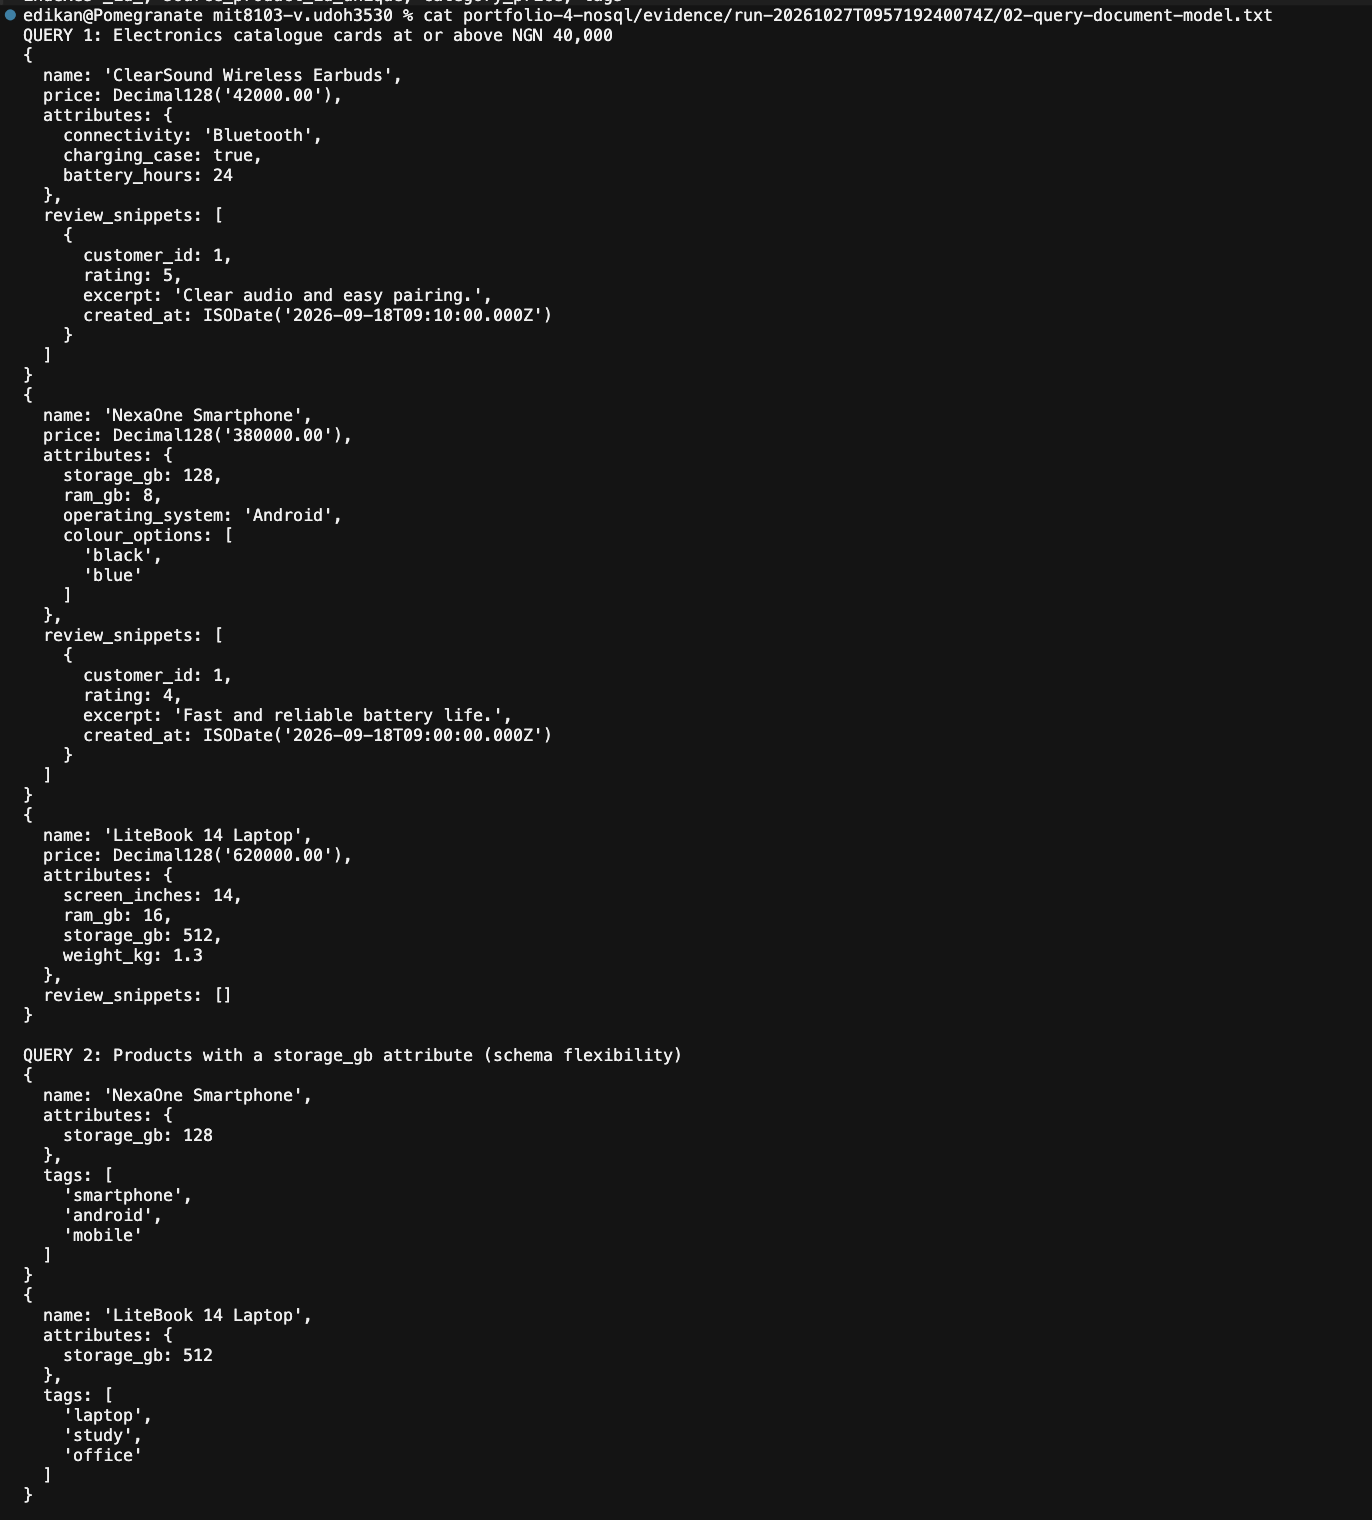 edikan@Pomegranate mit8103-v.udoh3530 % cat portfolio-4-nosql/evidence/run-20261027T095719240074Z/02-query-document-model.txt
QUERY 1: Electronics catalogue cards at or above NGN 40,000
{
  name: 'ClearSound Wireless Earbuds',
  price: Decimal128('42000.00'),
  attributes: {
    connectivity: 'Bluetooth',
    charging_case: true,
    battery_hours: 24
  },
  review_snippets: [
    {
      customer_id: 1,
      rating: 5,
      excerpt: 'Clear audio and easy pairing.',
      created_at: ISODate('2026-09-18T09:10:00.000Z')
    }
  ]
}
{
  name: 'NexaOne Smartphone',
  price: Decimal128('380000.00'),
  attributes: {
    storage_gb: 128,
    ram_gb: 8,
    operating_system: 'Android',
    colour_options: [
      'black',
      'blue'
    ]
  },
  review_snippets: [
    {
      customer_id: 1,
      rating: 4,
      excerpt: 'Fast and reliable battery life.',
      created_at: ISODate('2026-09-18T09:00:00.000Z')
    }
  ]
}
{
  name: 'LiteBook 14 Laptop',
  price: Decimal128('620000.00'),
  attributes: {
    screen_inches: 14,
    ram_gb: 16,
    storage_gb: 512,
    weight_kg: 1.3
  },
  review_snippets: []
}

QUERY 2: Products with a storage_gb attribute (schema flexibility)
{
  name: 'NexaOne Smartphone',
  attributes: {
    storage_gb: 128
  },
  tags: [
    'smartphone',
    'android',
    'mobile'
  ]
}
{
  name: 'LiteBook 14 Laptop',
  attributes: {
    storage_gb: 512
  },
  tags: [
    'laptop',
    'study',
    'office'
  ]
}